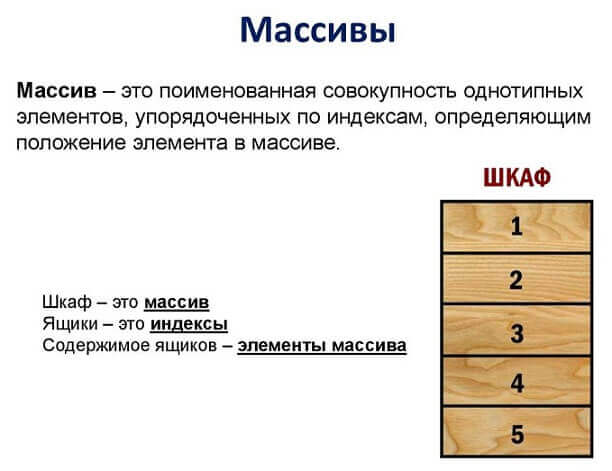 Массивы
Массив – это поименованная совокупность однотипных
элементов, упорядоченных по индексам, определяющим
положение элемента в массиве.
ШКАФ
1
2
3
4
5
Шкаф – это массив
Ящики – это индексы
Содержимое ящиков – элементы массива